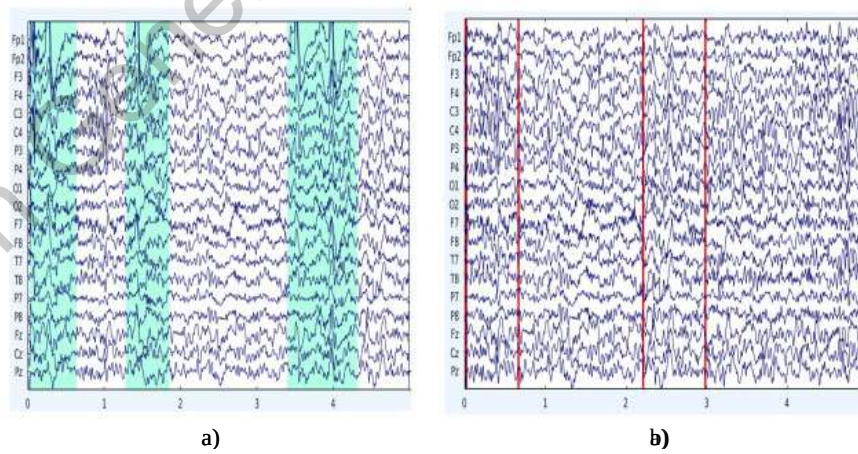 Fp1
Fp2
F3
F4
C3
C4
P3
P4
O1
O2
F7
F8
T7
T8
P7
P8
Fz
Cz
Pz
0 1 2 3 4
a)
Fp1
Fp2
F3
F4
C3
C4
P3
P4
O1
O2
F7
F8
T7
T8
P7
P8
Fz
Cz
Pz
0 1 2 3 4
b)